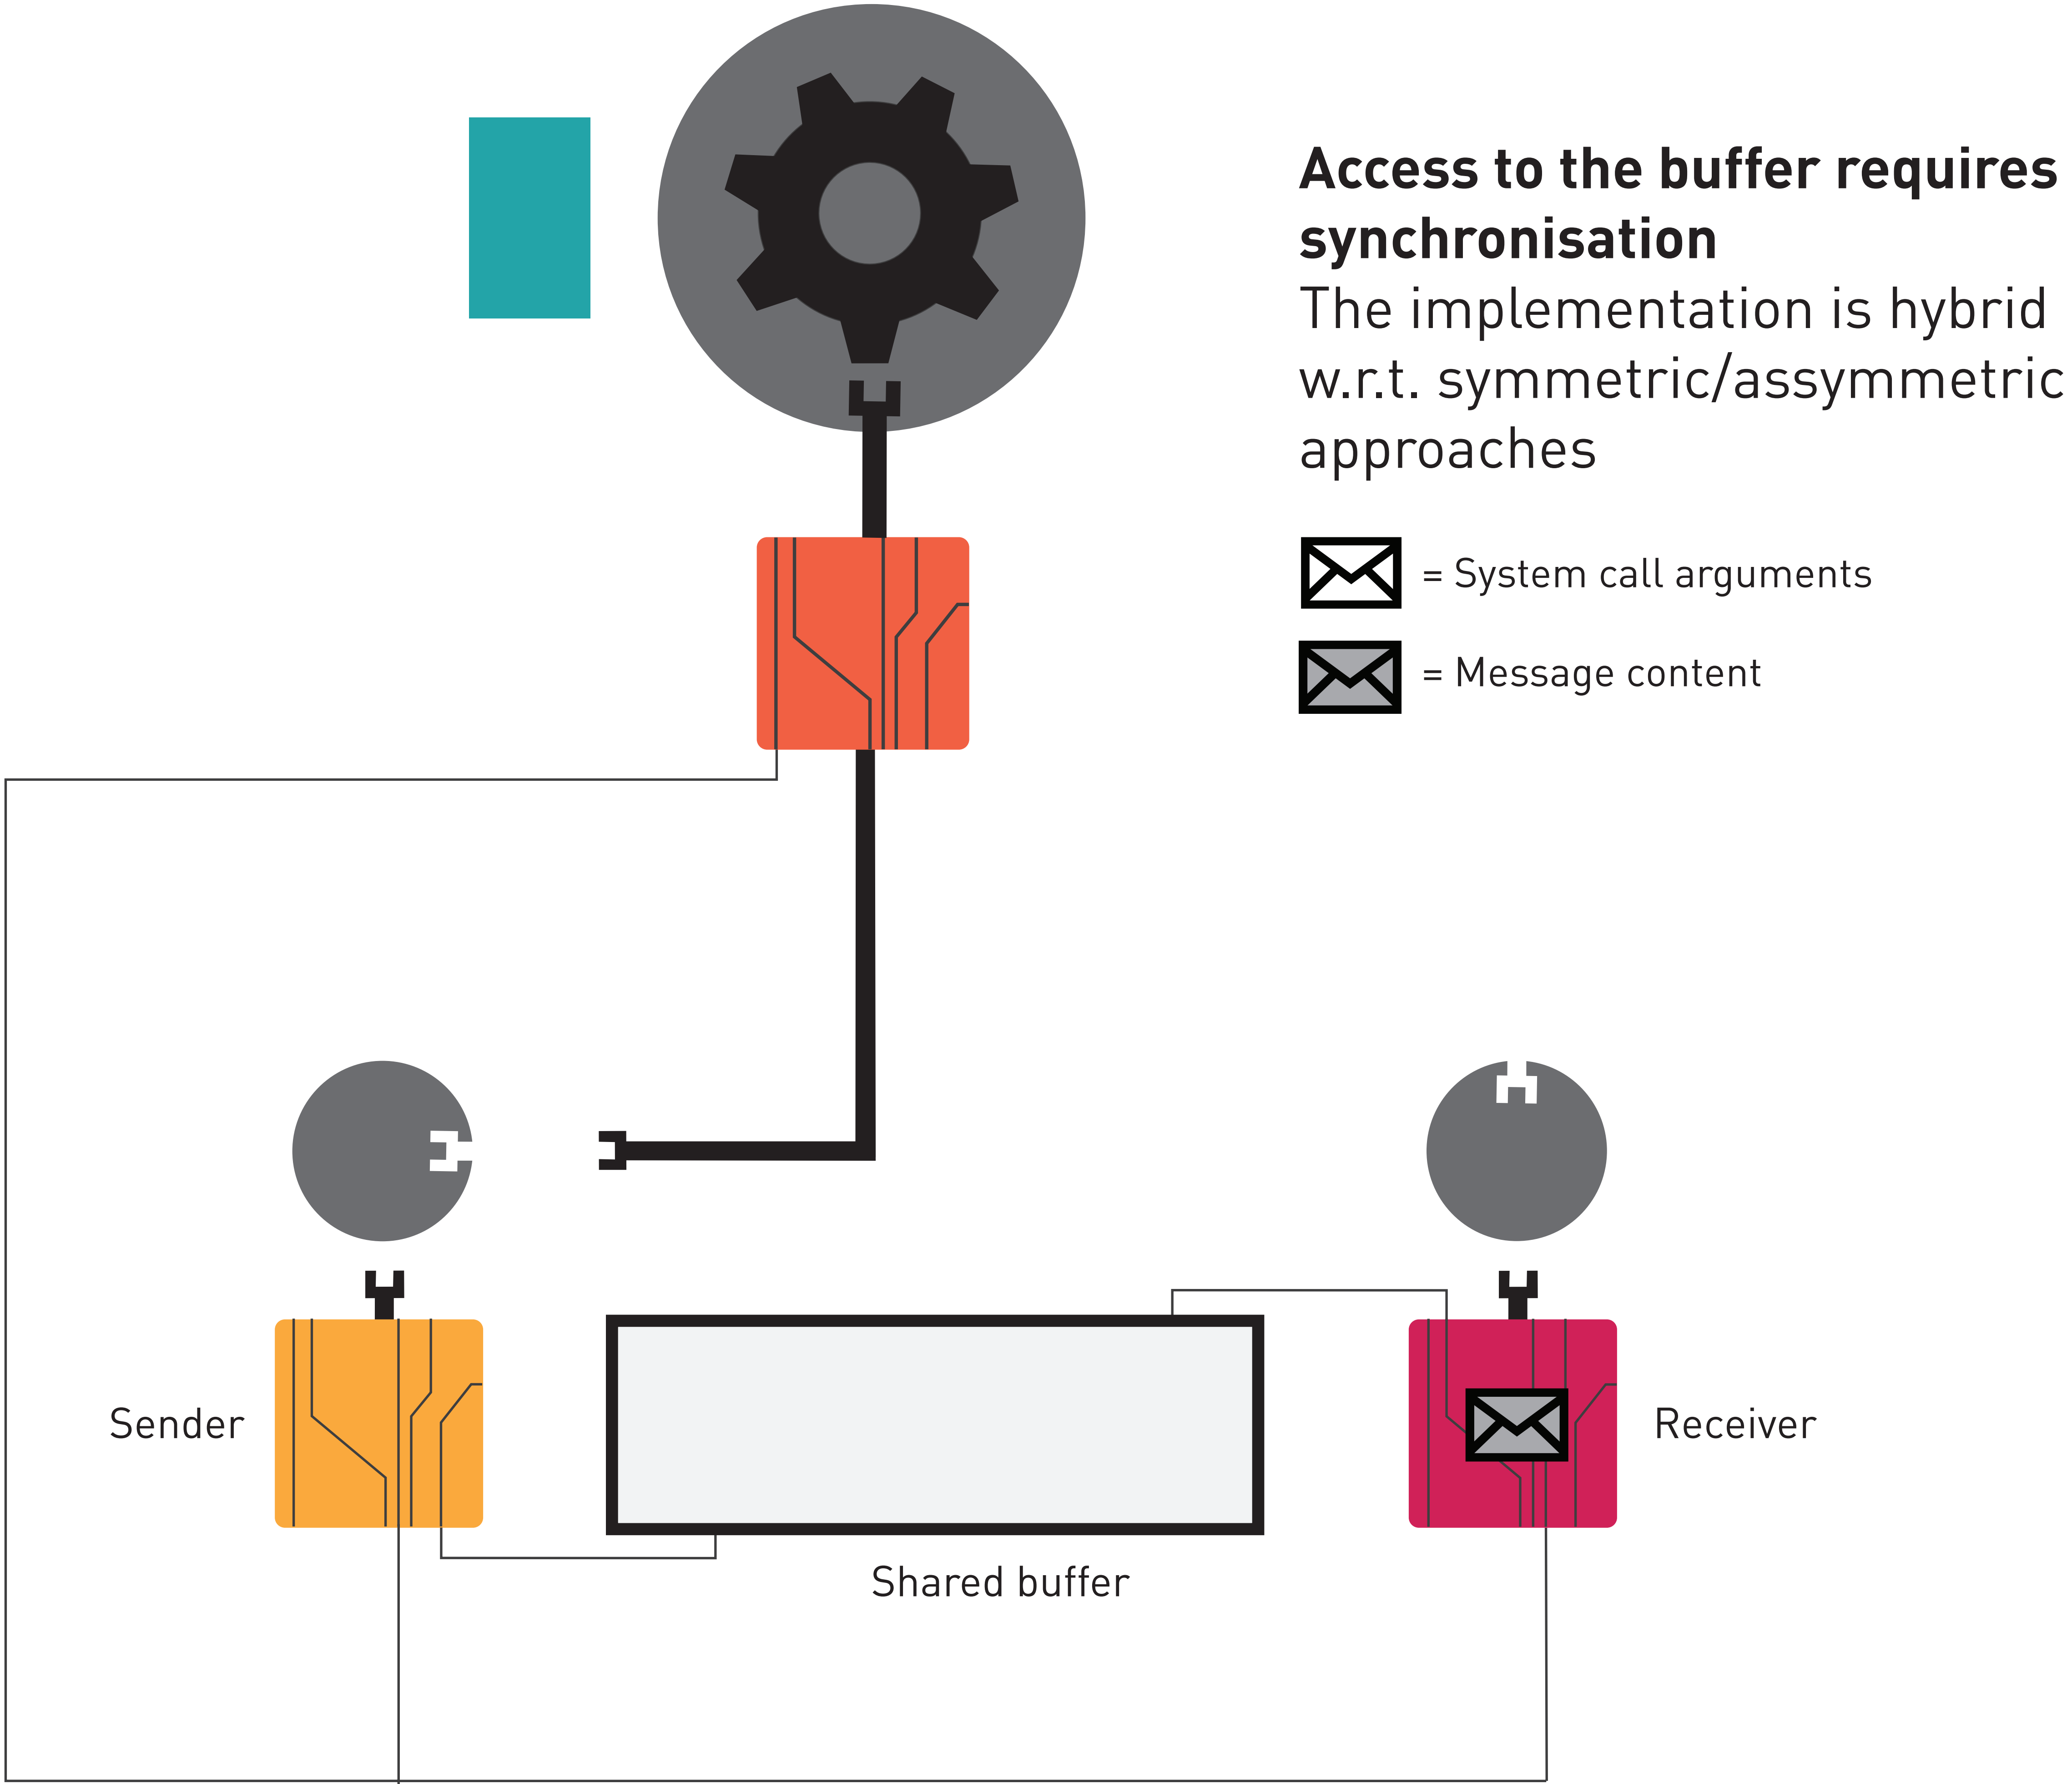 Access to the buffer requires
synchronisation
The implementation is hybrid
w.r.t. symmetric/assymmetric
approaches
= System call arguments
= Message content
Sender
Receiver
Shared buffer